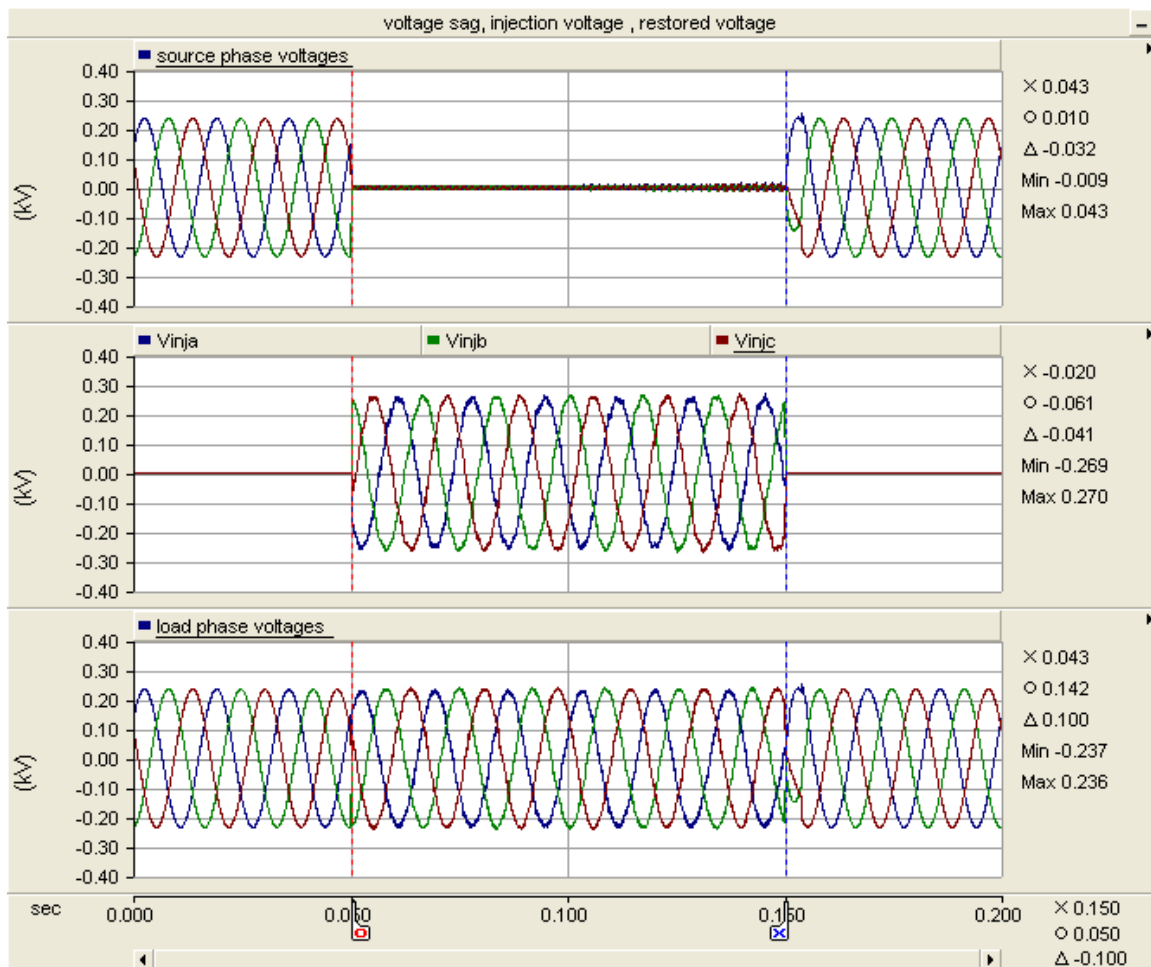 voltage sag, injection voltage , restored voltage
source phase voltages
0.40
0.30
0.20
0.10
0.00
-0.10
-0.20
-0.30
-0.40
(kV)
× 0.043
O 0.010
Δ -0.032
Min -0.009
Max 0.043
Vinja
Vinjb
Vinjc
0.40
0.30
0.20
0.10
0.00
-0.10
-0.20
-0.30
-0.40
(kV)
× -0.020
O -0.061
Δ -0.041
Min -0.269
Max 0.270
load phase voltages
0.40
0.30
0.20
0.10
0.00
-0.10
-0.20
-0.30
-0.40
(kV)
× 0.043
O 0.142
Δ 0.100
Min -0.237
Max 0.236
sec 0.000 0.050 0.100 0.150 0.200
× 0.150
O 0.050
Δ -0.100